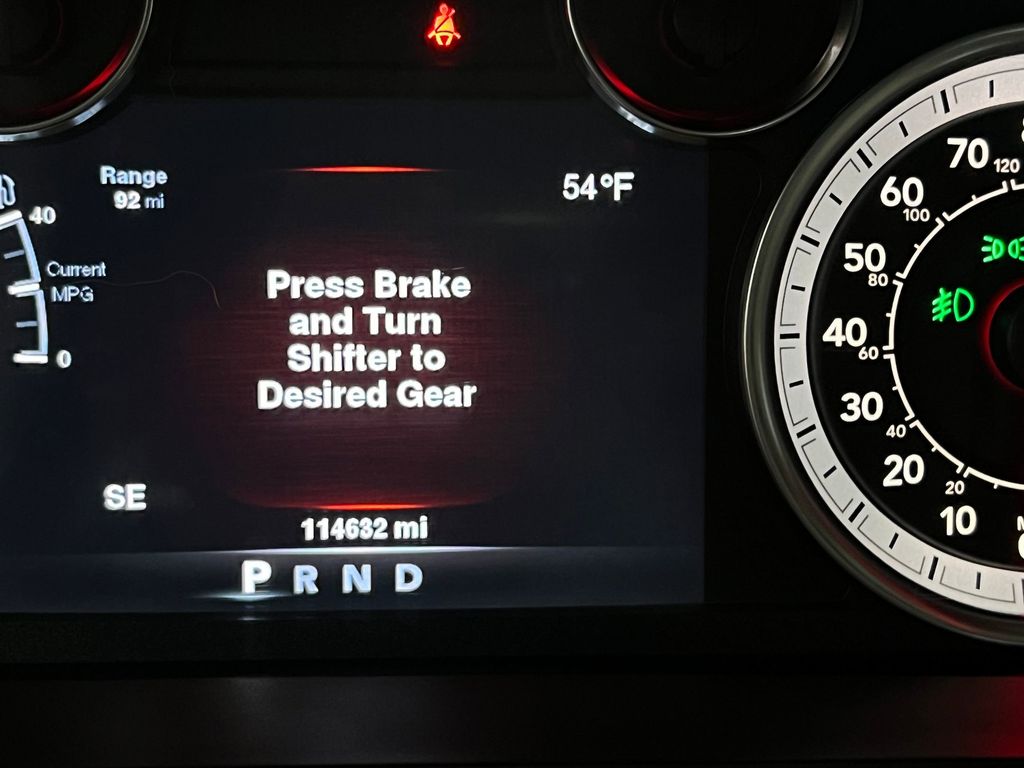 Range
92 mi
54°F
40
Current
MPG
0
Press Brake
and Turn
Shifter to
Desired Gear
SE
114632 mi
P R N D
70
120
60
100
50
80
40
60
30
40
20
20
10